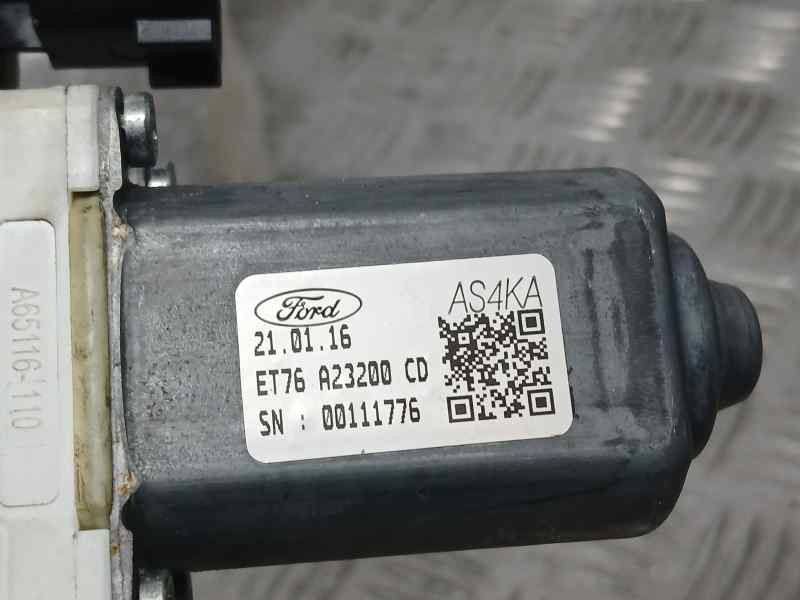 Ford
AS4KA
21.01.16
ET76 A23200 CD
SN : 00111776
A65116-110